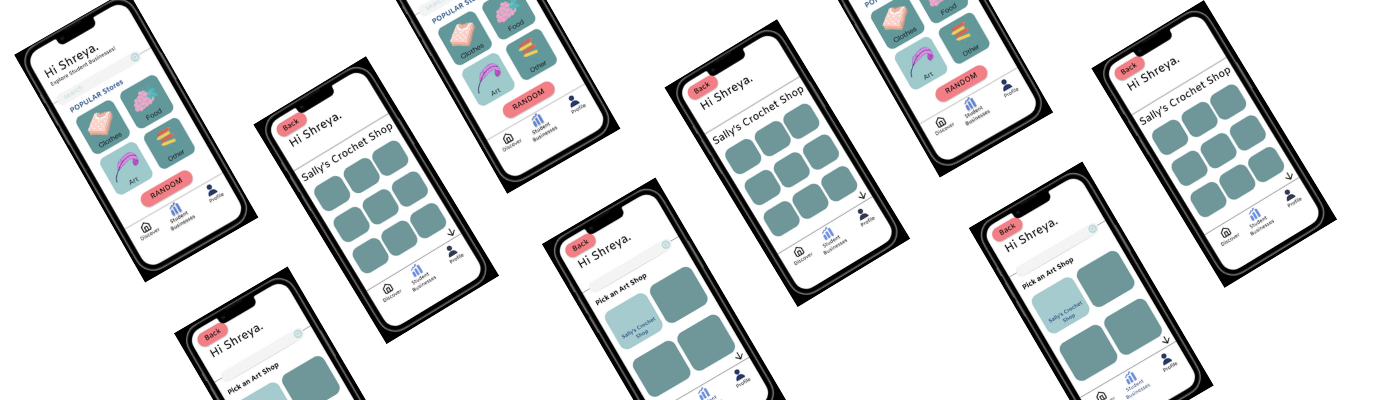 Hi Shreya.
Explore Student Businesses!
Search
POPULAR Stores
Clothes
Food
Art
Other
RANDOM
Discover
Student
Businesses
Profile
Back
Hi Shreya.
Sally's Crochet Shop
Discover
Student
Businesses
Profile
Back
Hi Shreya.
Pick an Art Shop
POPULAR Stores
Clothes
Food
Art
Other
RANDOM
Discover
Student
Businesses
Profile
Back
Hi Shreya.
Pick an Art Shop
Sally's Crochet
Shop
Student
Businesses
Profile
Back
Hi Shreya.
Sally's Crochet Shop
Discover
Student
Businesses
Profile
Clothes
Food
Art
Other
RANDOM
Discover
Student
Businesses
Profile
Back
Hi Shreya.
Pick an Art Shop
Sally's Crochet
Shop
Student
Businesses
Profile
Back
Hi Shreya.
Sally's Crochet Shop
Discover
Student
Businesses
Profile